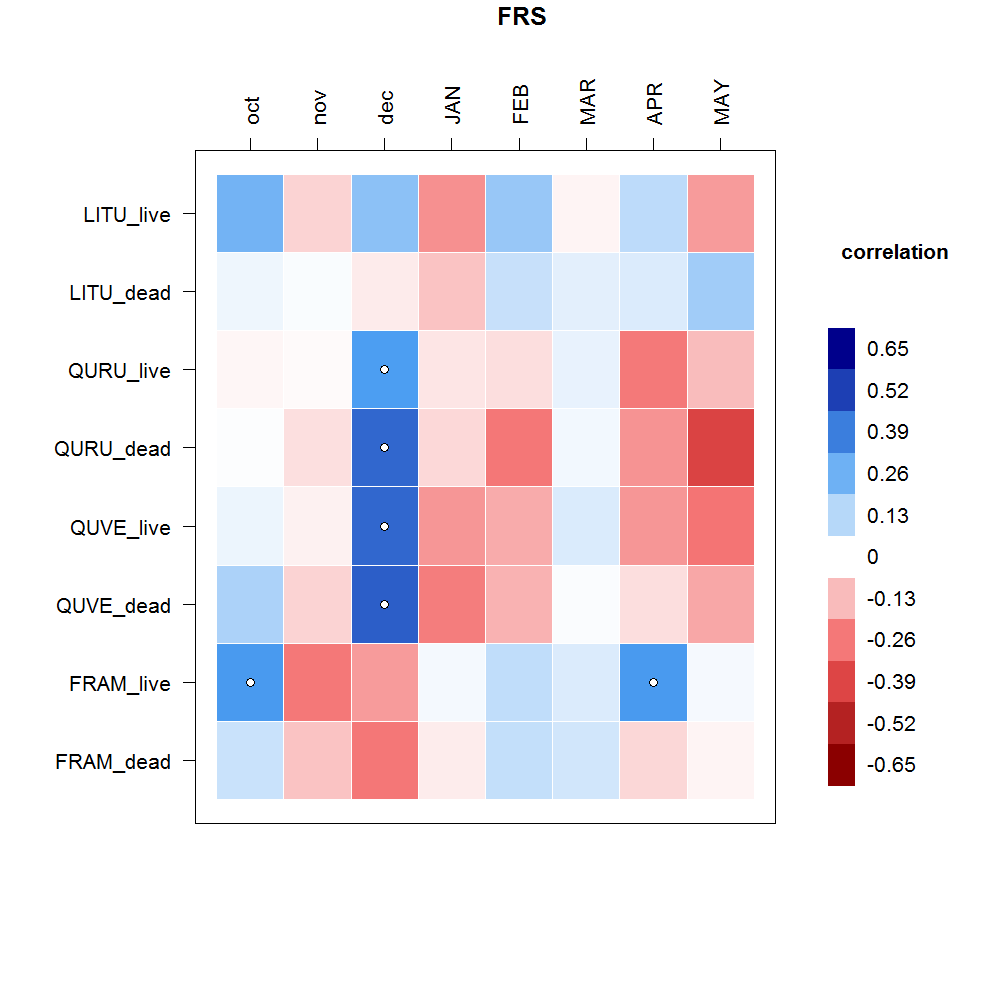 FRS
oct nov dec JAN FEB MAR APR MAY
LITU_live
LITU_dead
QURU_live
QURU_dead
QUVE_live
QUVE_dead
FRAM_live
FRAM_dead
correlation
0.65
0.52
0.39
0.26
0.13
0
-0.13
-0.26
-0.39
-0.52
-0.65